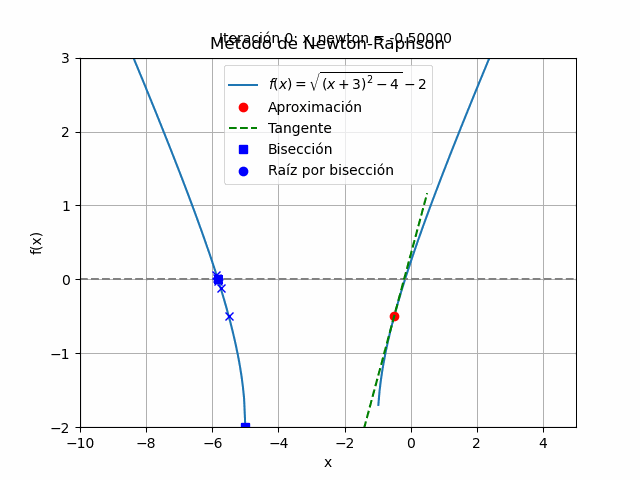 Iteración 0: x_newton = -0.50000
Método de Newton-Raphson
f(x) = √(x + 3)² − 4 − 2
Aproximación
Tangente
Bisección
Raíz por bisección
f(x)
3
2
1
0
−1
−2
−10 −8 −6 −4 −2 0 2 4
x